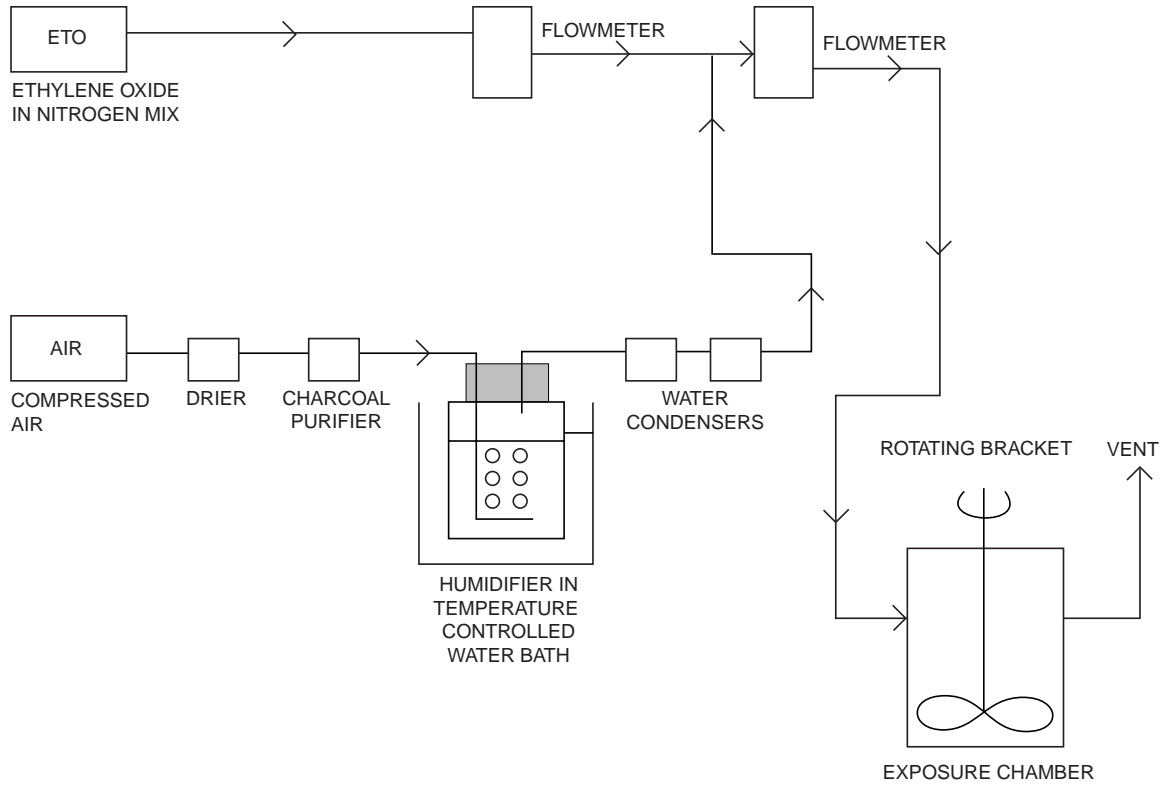 ETO
ETHYLENE OXIDE
IN NITROGEN MIX
FLOWMETER
FLOWMETER
AIR
COMPRESSED
AIR
DRIER
CHARCOAL
PURIFIER
HUMIDIFIER IN
TEMPERATURE
CONTROLLED
WATER BATH
WATER
CONDENSERS
ROTATING BRACKET
VENT
EXPOSURE CHAMBER